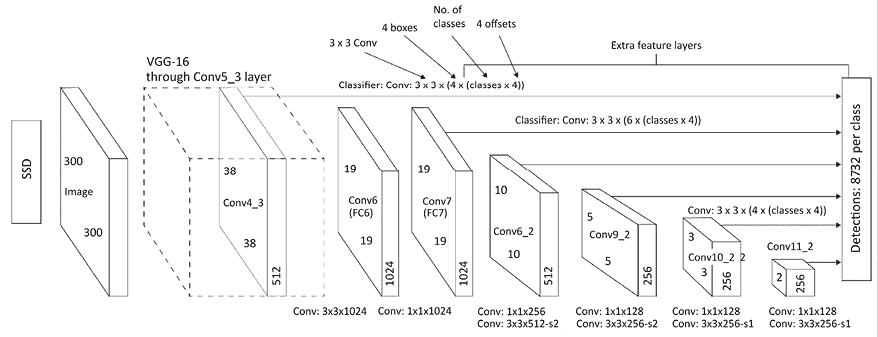 No. of
classes
4 boxes
4 offsets
3 x 3 Conv
Extra feature layers
VGG-16
through Conv5_3 layer
Classifier: Conv: 3 x 3 x (4 x (classes x 4))
Classifier: Conv: 3 x 3 x (6 x (classes x 4))
SSD
300
Image
300
38
Conv4_3
38
512
19
Conv6
(FC6)
19
1024
19
Conv7
(FC7)
19
1024
10
Conv6_2
10
512
5
Conv9_2
5
256
Conv: 3 x 3 x (4 x (classes x 4))
3
Conv10_2 2
3
256
Conv11_2
2
256
Detections: 8732 per class
Conv: 3x3x1024
Conv: 1x1x1024
Conv: 1x1x256
Conv: 3x3x512-s2
Conv: 1x1x128
Conv: 3x3x256-s2
Conv: 1x1x128
Conv: 3x3x256-s1
Conv: 1x1x128
Conv: 3x3x256-s1